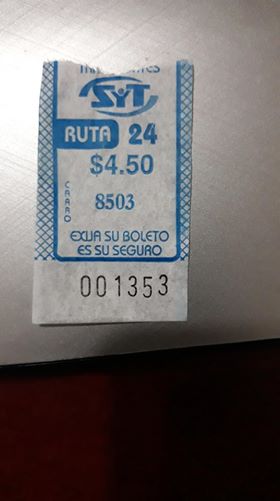 SYT
RUTA 24
$4.50
CARRO 8503
EXIJA SU BOLETO
ES SU SEGURO
001353